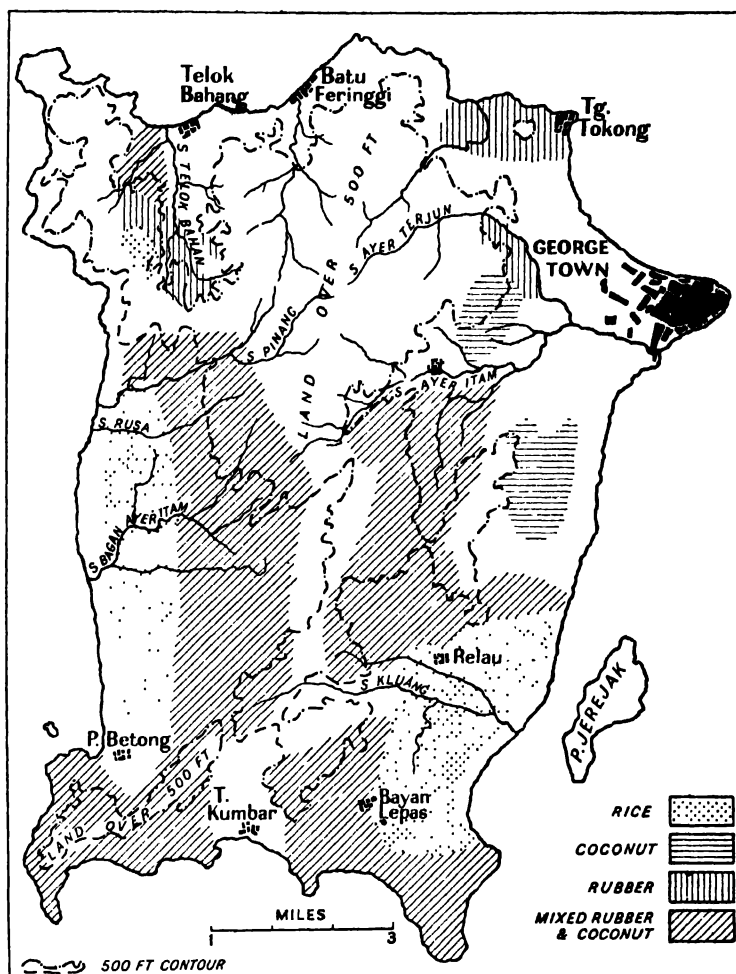 Telok
Bahang
Batu
Feringgi
Tg.
Tokong
S TELOK BAHAN
LAND OVER 500 FT
S AYER TERJUN
GEORGE
TOWN
S PINANG
S AYER ITAM
S RUSA
S BAGAN AYER ITAM
Relau
S KLUANG
P. JEREJAK
P. Betong
LAND OVER 500 FT
T.
Kumbar
Bayan
Lepas
RICE
COCONUT
RUBBER
MIXED RUBBER
& COCONUT
MILES
1 3
500 FT CONTOUR